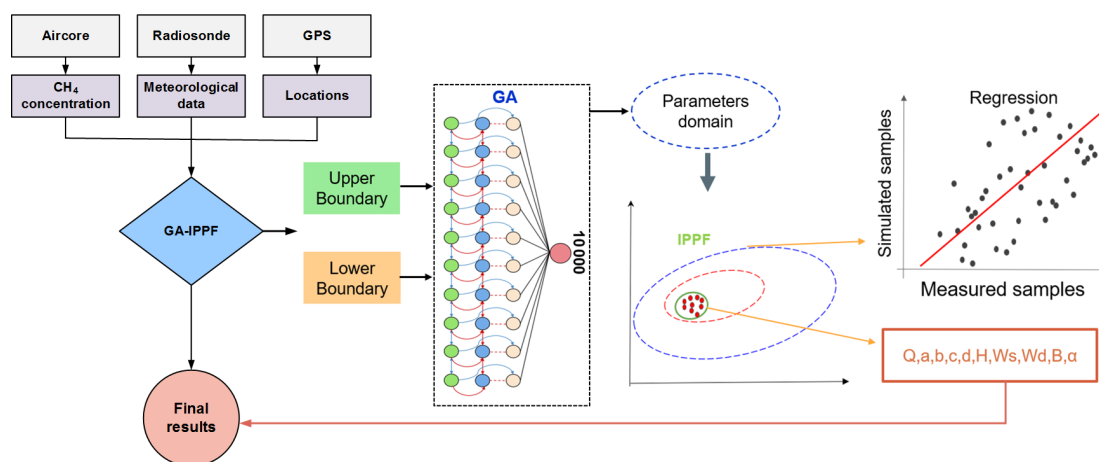 Aircore
Radiosonde
GPS
CH₄
concentration
Meteorological
data
Locations
GA-IPPF
Final
results
Upper
Boundary
Lower
Boundary
GA
10000
Parameters
domain
IPPF
Regression
Simulated samples
Measured samples
Q,a,b,c,d,H,Ws,Wd,B,α